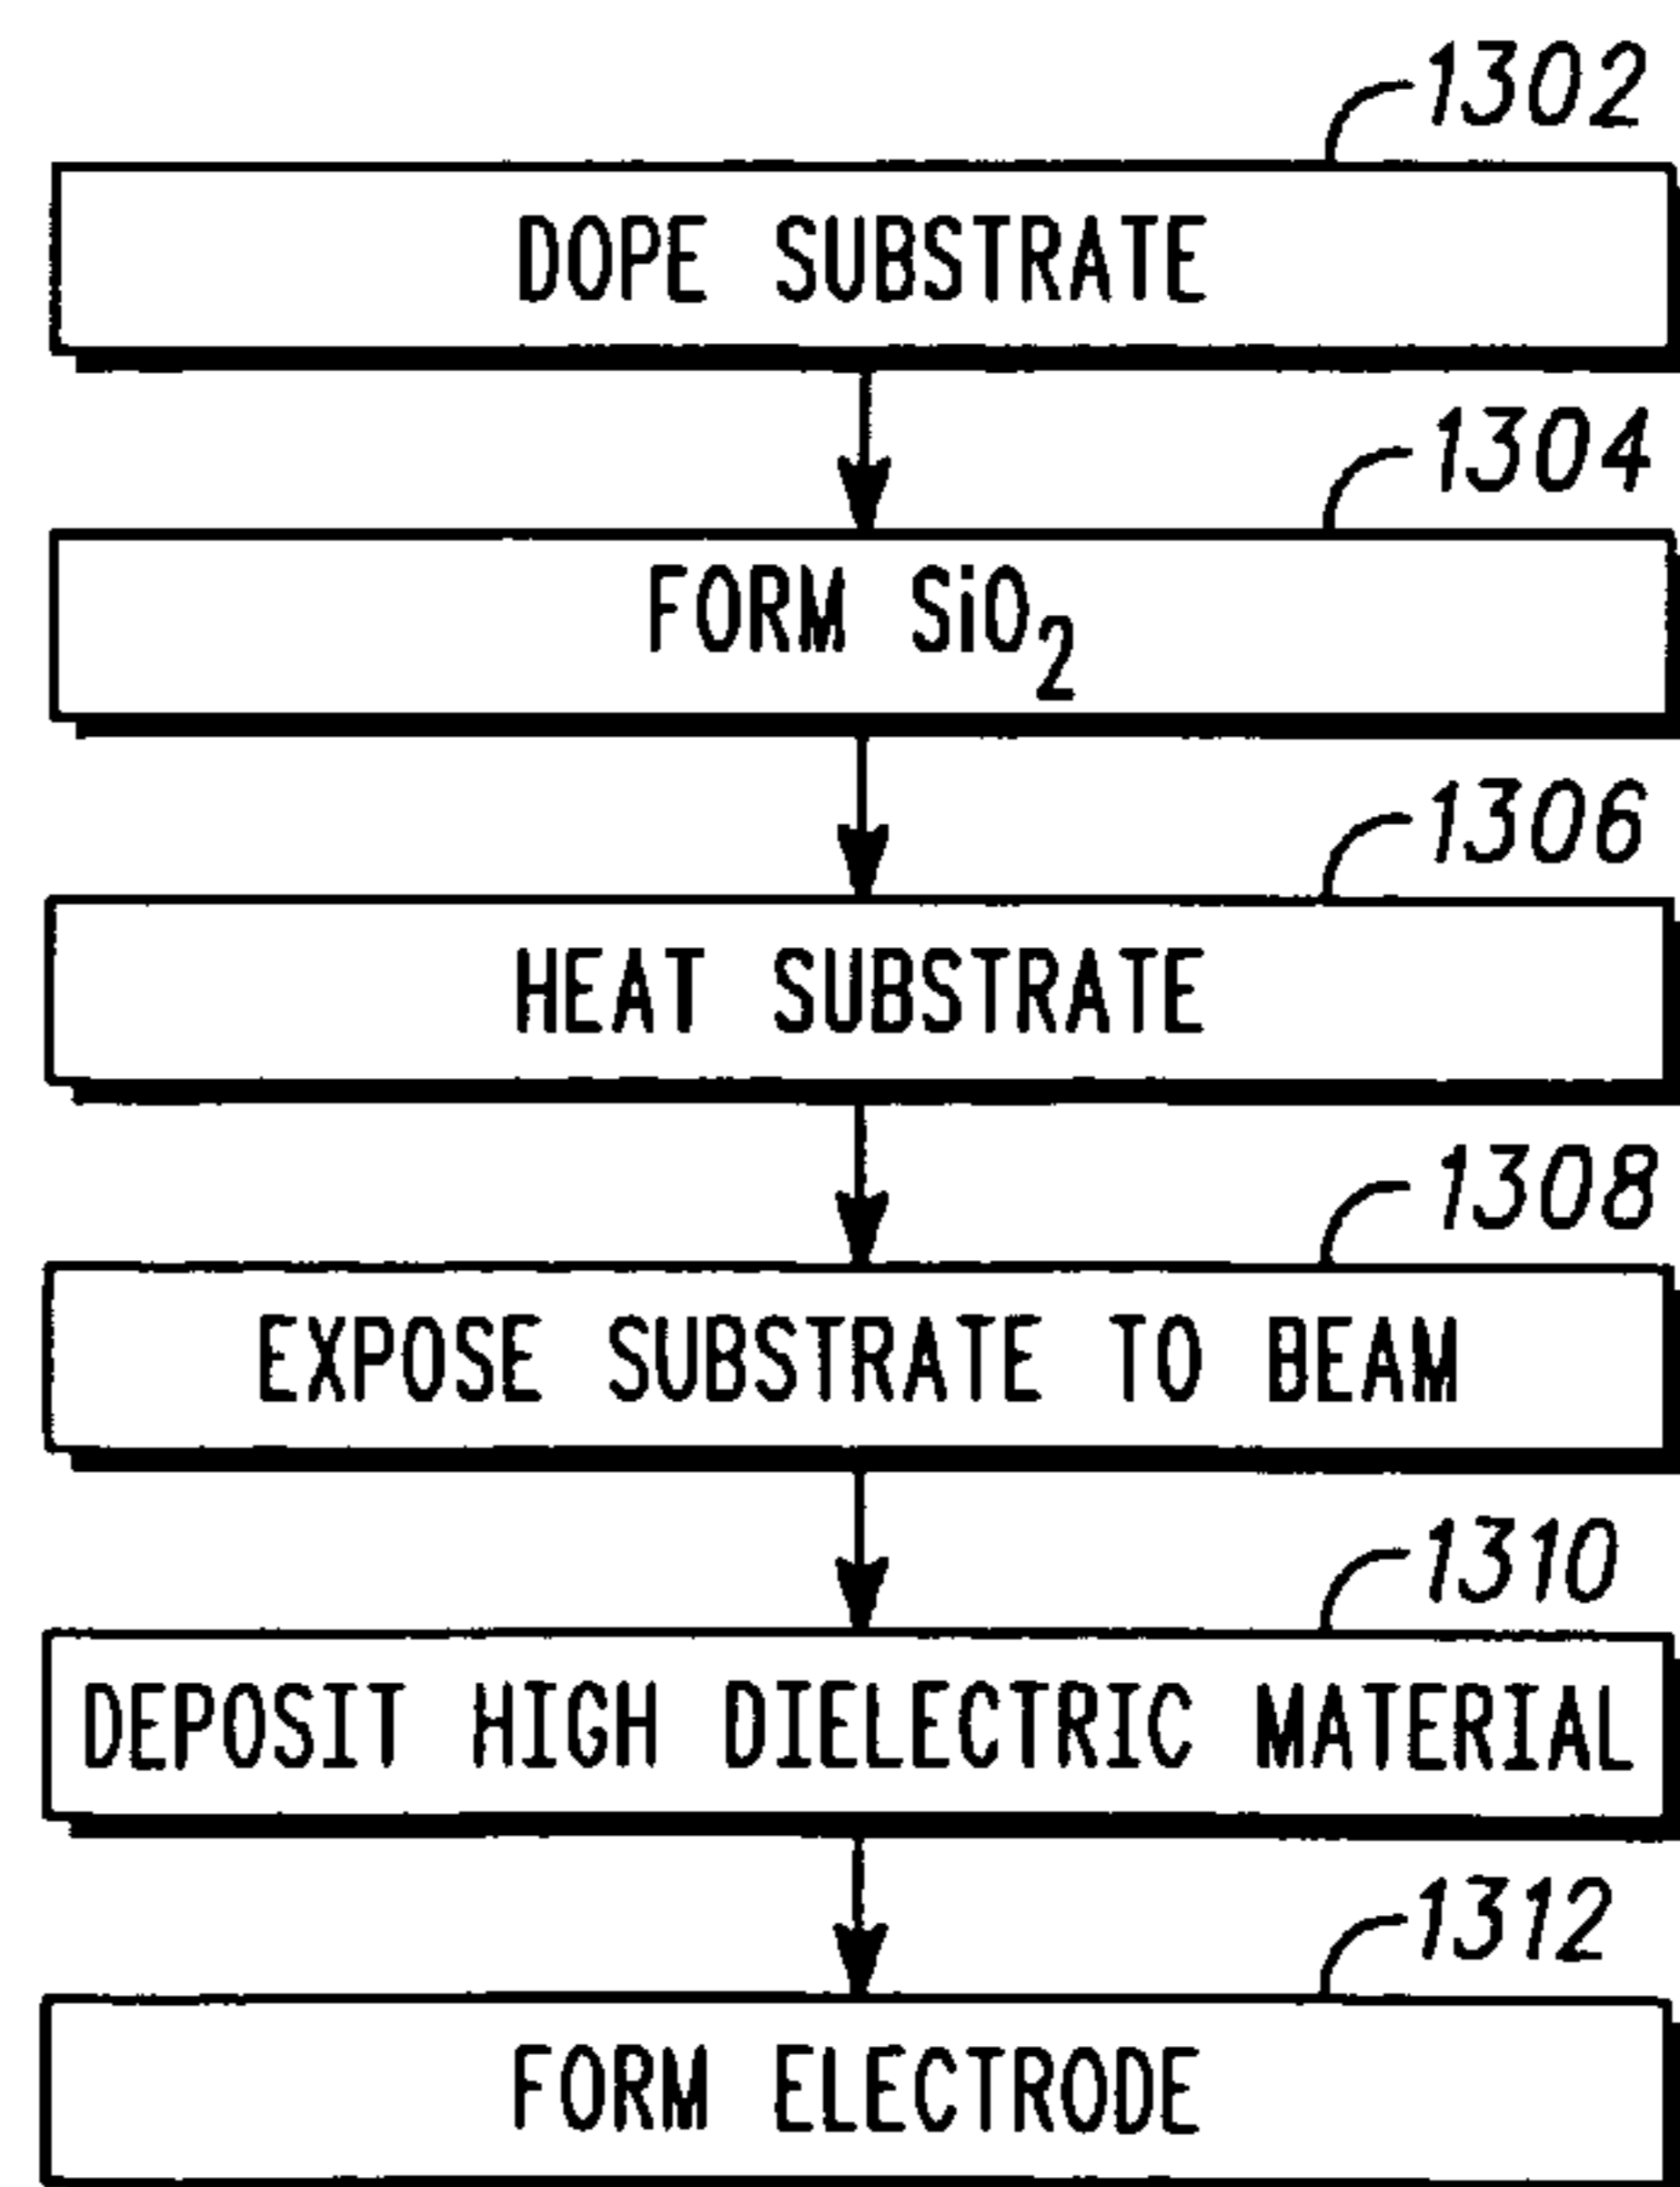 1302
DOPE SUBSTRATE
1304
FORM SiO₂
1306
HEAT SUBSTRATE
1308
EXPOSE SUBSTRATE TO BEAM
1310
DEPOSIT HIGH DIELECTRIC MATERIAL
1312
FORM ELECTRODE